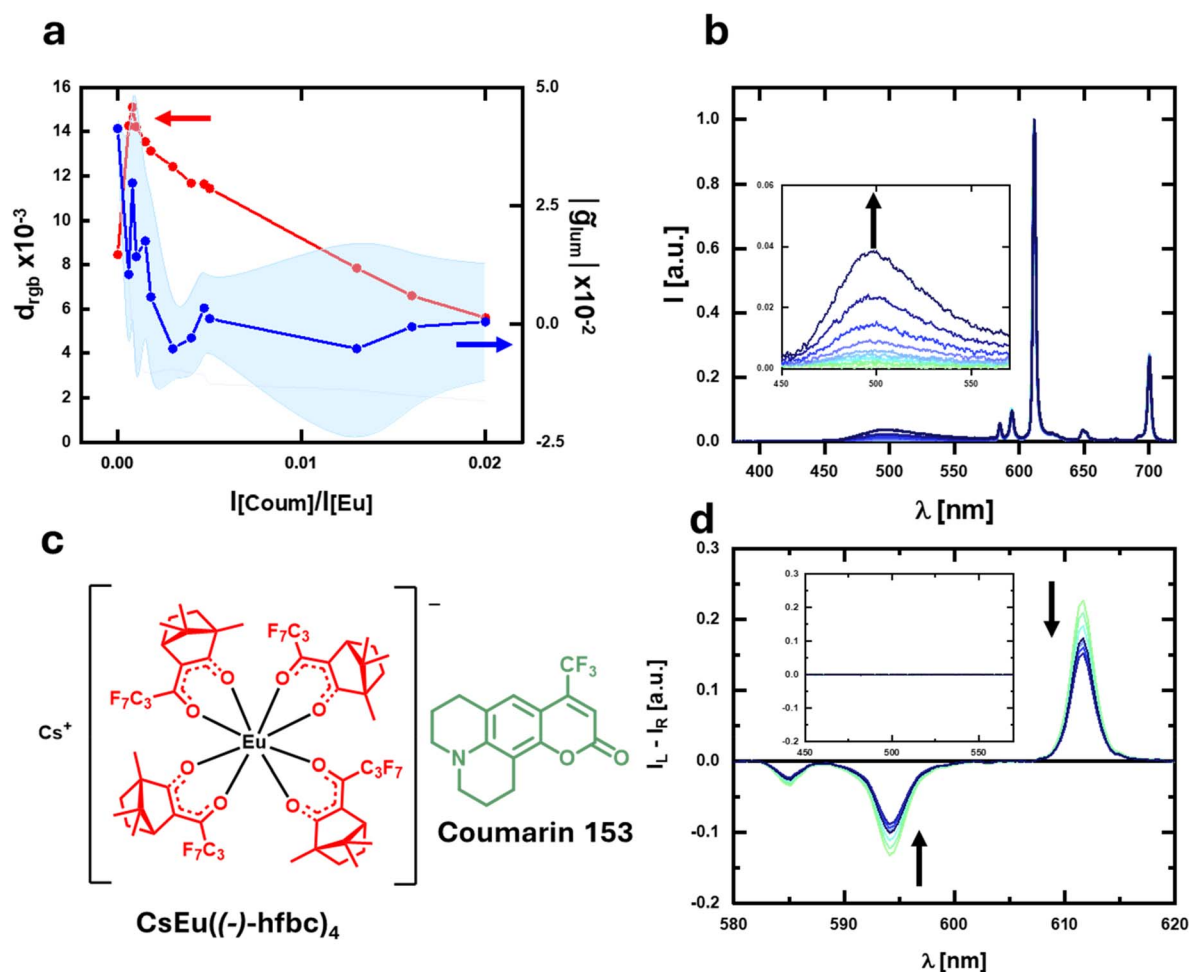 a
16
14
12
10
8
6
4
2
0
d_rgb x10^-3
5.0
2.5
0.0
-2.5
| g̃_lum | x10^-2
0.00
0.01
0.02
I[Coum]/I[Eu]
b
1.0
0.8
0.6
0.4
0.2
0.0
I [a.u.]
0.06
0.04
0.02
0.00
450
500
550
400
450
500
550
600
650
700
λ [nm]
c
Cs+
–
F7C3
F7C3
F7C3
C3F7
O
O
O
O
O
O
O
O
Eu
CF3
N
O
O
Coumarin 153
CsEu((-)-hfbc)4
d
0.3
0.2
0.1
0.0
-0.1
-0.2
I_L - I_R [a.u.]
0.3
0.2
0.1
0.0
-0.1
-0.2
450
500
550
580
590
600
610
620
λ [nm]